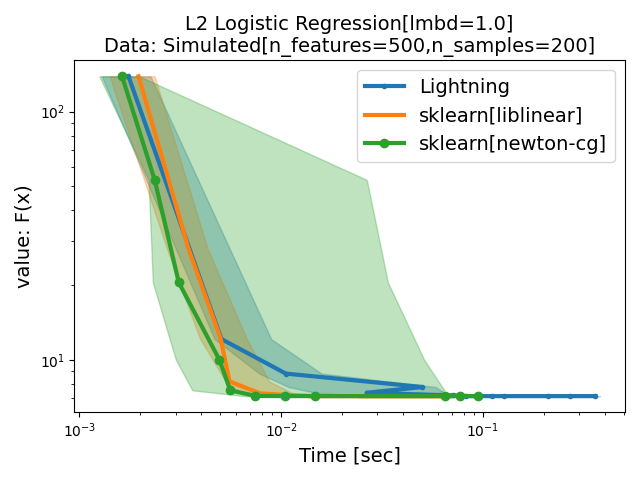 L2 Logistic Regression[lmbd=1.0]
Data: Simulated[n_features=500,n_samples=200]
Lightning
sklearn[liblinear]
sklearn[newton-cg]
value: F(x)
10²
10¹
10⁻³
10⁻²
10⁻¹
Time [sec]